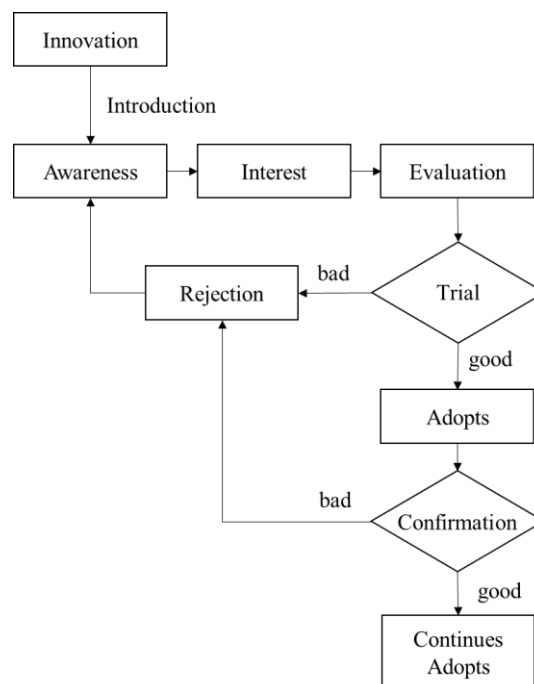 Innovation
Introduction
Awareness
Interest
Evaluation
bad
Rejection
Trial
good
Adopts
bad
Confirmation
good
Continues
Adopts